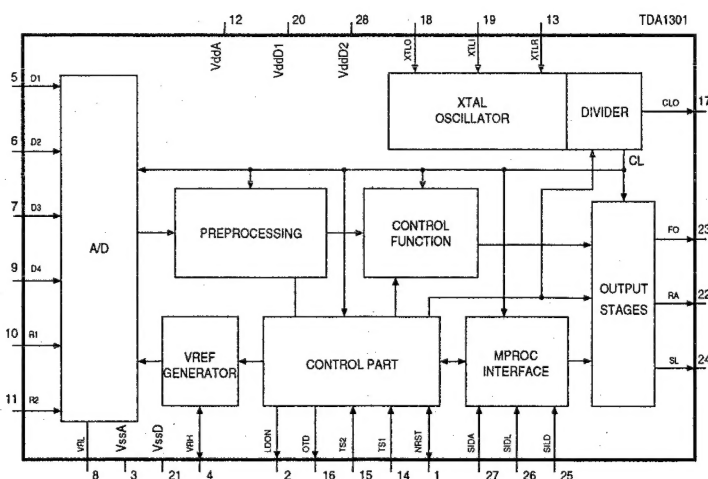 12 20 28 18 19 13 TDA1301
VddA VddD1 VddD2 XTLO XTLI XTLR
5 D1
XTAL
OSCILLATOR
DIVIDER
CLO 17
6 D2
CL
7 D3
A/D
PREPROCESSING
CONTROL
FUNCTION
FO 23
9 D4
OUTPUT
STAGES
RA 22
10 R1
VREF
GENERATOR
CONTROL PART
MPROC
INTERFACE
SL 24
11 R2
VRL VssA VssD VRH LDON OTD TS2 TS1 NRST SIDA SIDL SILD
8 3 21 4 2 16 15 14 1 27 26 25